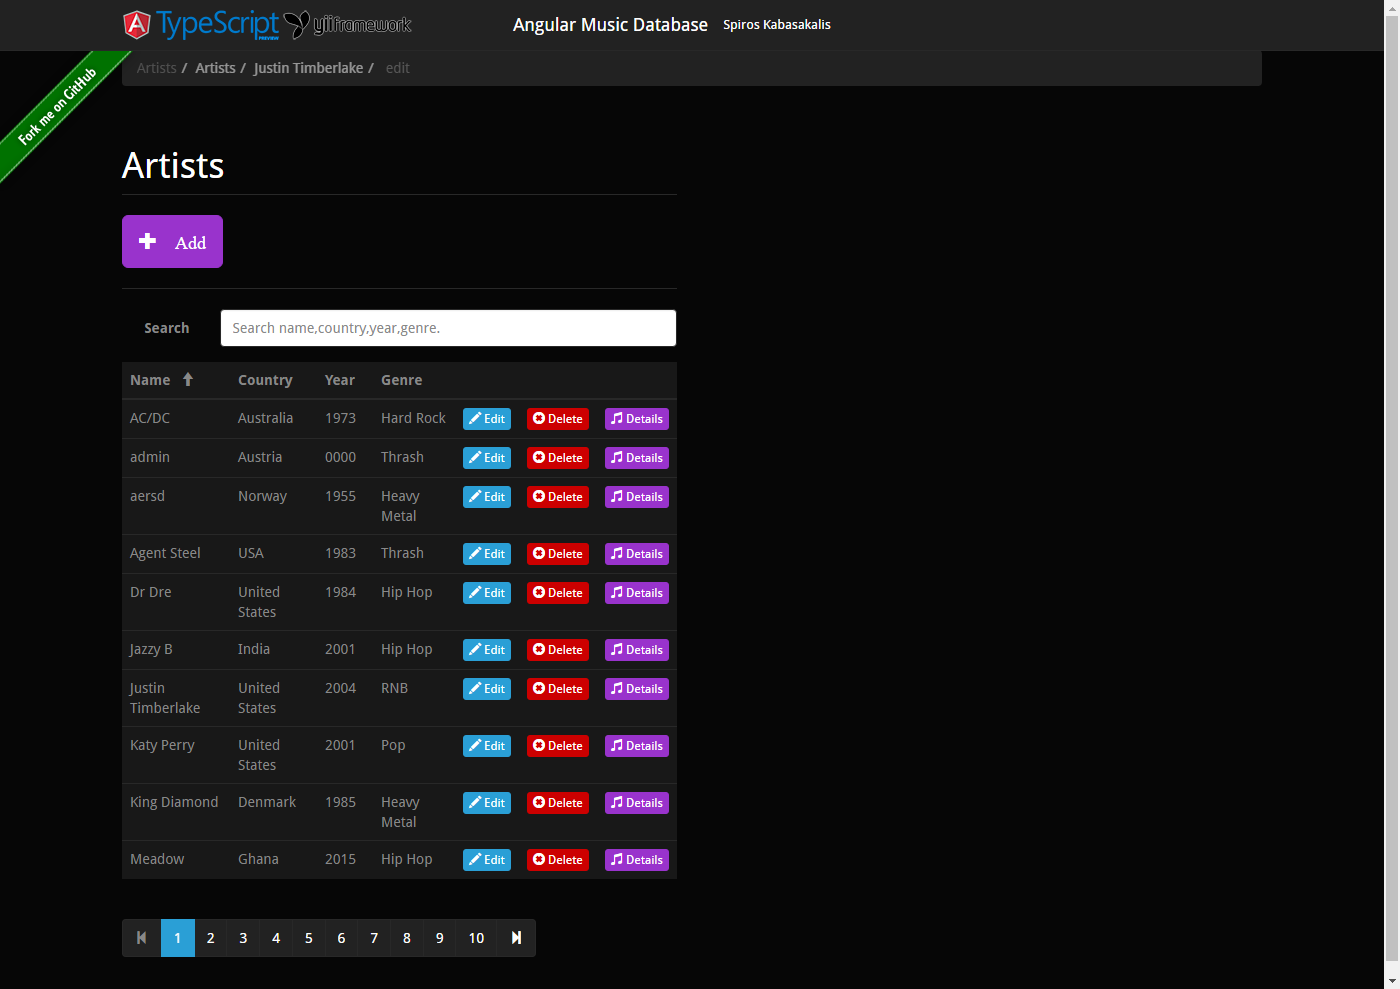 TypeScript PREVIEW yiiframework Angular Music Database Spiros Kabasakalis
Artists / Artists / Justin Timberlake / edit
Fork me on GitHub
Artists
Add
Search Search name,country,year,genre.
Name Country Year Genre
AC/DC Australia 1973 Hard Rock Edit Delete Details
admin Austria 0000 Thrash Edit Delete Details
aersd Norway 1955 Heavy Edit Delete Details
Metal
Agent Steel USA 1983 Thrash Edit Delete Details
Dr Dre United 1984 Hip Hop Edit Delete Details
States
Jazzy B India 2001 Hip Hop Edit Delete Details
Justin United 2004 RNB Edit Delete Details
Timberlake States
Katy Perry United 2001 Pop Edit Delete Details
States
King Diamond Denmark 1985 Heavy Edit Delete Details
Metal
Meadow Ghana 2015 Hip Hop Edit Delete Details
1 2 3 4 5 6 7 8 9 10